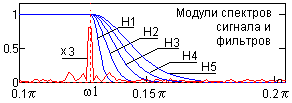 1
0.5
0
Модули спектров
сигнала и
фильтров
x3
H1
H2
H3
H4
H5
0.1π
ω1
0.15π
0.2π